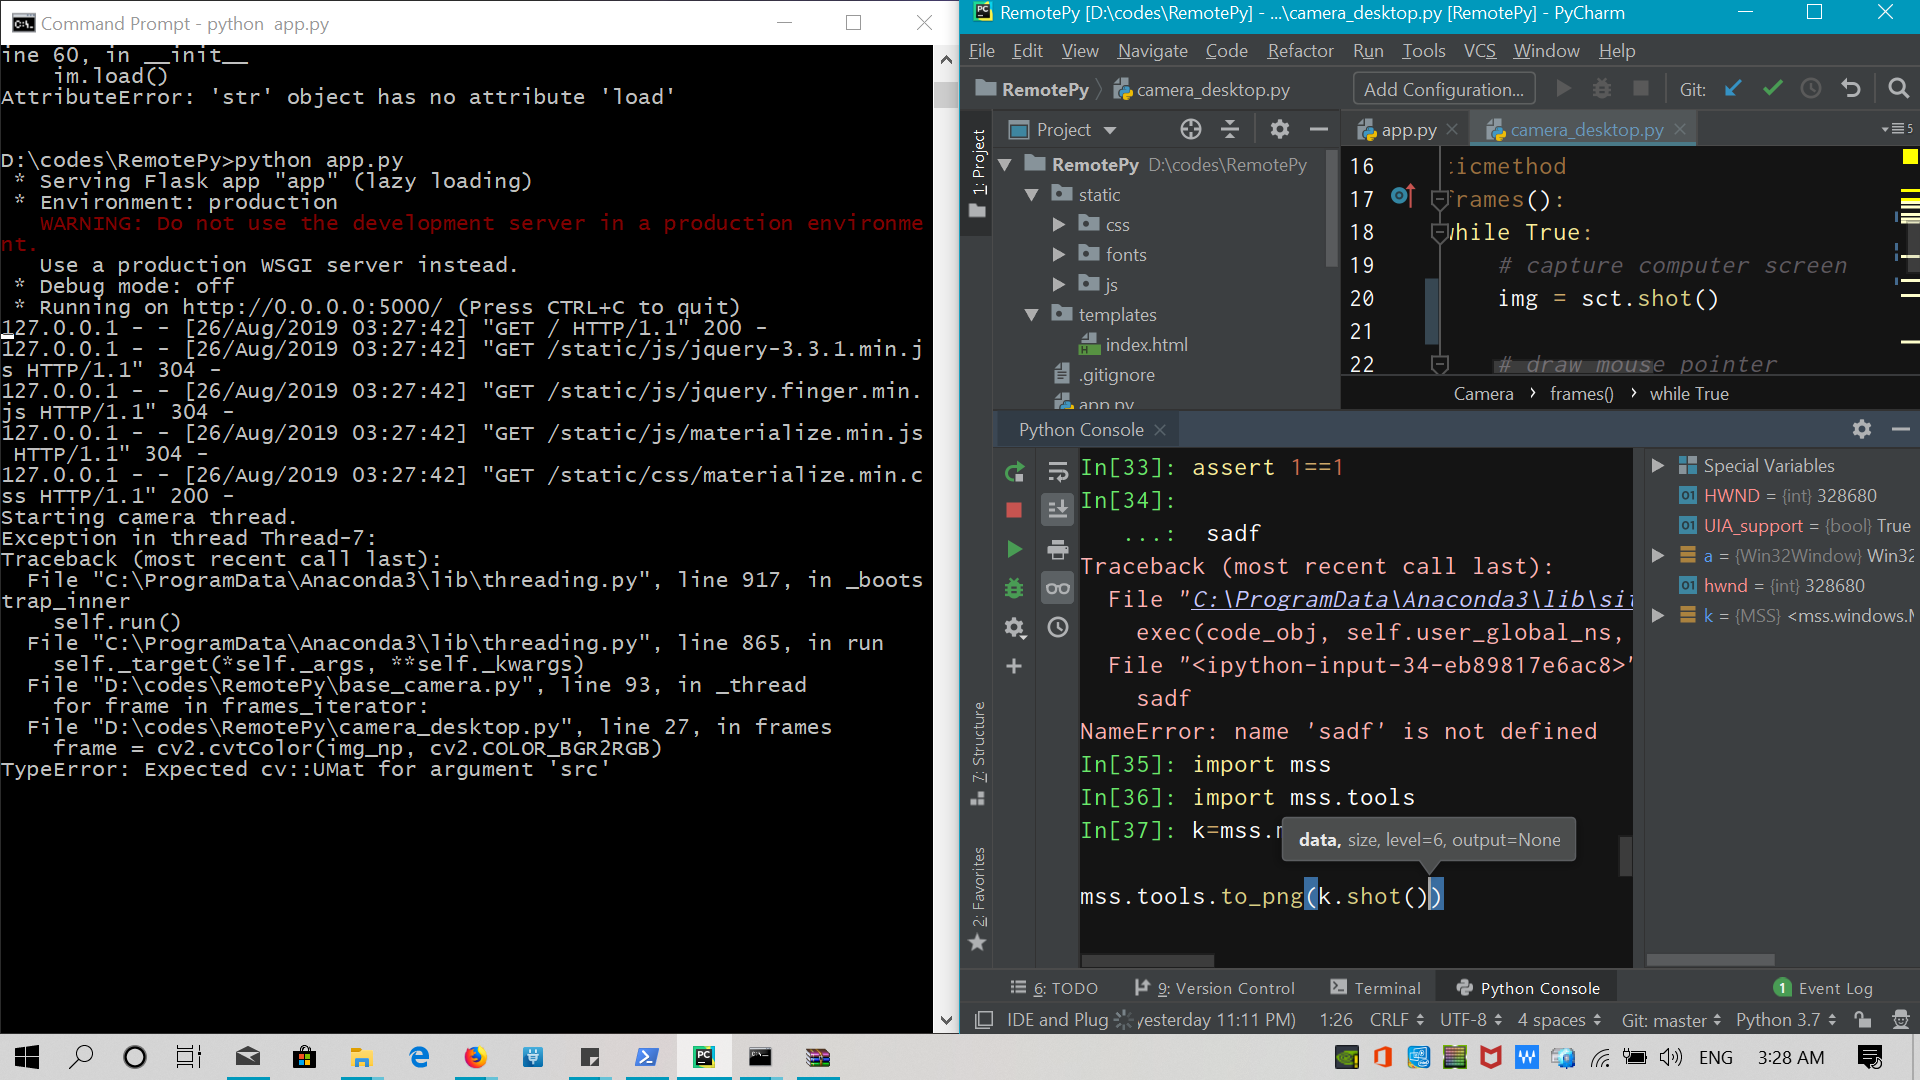 Command Prompt - python  app.py
ine 60, in __init__
    im.load()
AttributeError: 'str' object has no attribute 'load'
D:\codes\RemotePy>python app.py
 * Serving Flask app "app" (lazy loading)
 * Environment: production
   WARNING: Do not use the development server in a production environme
nt.
   Use a production WSGI server instead.
 * Debug mode: off
 * Running on http://0.0.0.0:5000/ (Press CTRL+C to quit)
127.0.0.1 - - [26/Aug/2019 03:27:42] "GET / HTTP/1.1" 200 -
127.0.0.1 - - [26/Aug/2019 03:27:42] "GET /static/js/jquery-3.3.1.min.j
s HTTP/1.1" 304 -
127.0.0.1 - - [26/Aug/2019 03:27:42] "GET /static/js/jquery.finger.min.
js HTTP/1.1" 304 -
127.0.0.1 - - [26/Aug/2019 03:27:42] "GET /static/js/materialize.min.js
 HTTP/1.1" 304 -
127.0.0.1 - - [26/Aug/2019 03:27:42] "GET /static/css/materialize.min.c
ss HTTP/1.1" 200 -
Starting camera thread.
Exception in thread Thread-7:
Traceback (most recent call last):
  File "C:\ProgramData\Anaconda3\lib\threading.py", line 917, in _boots
trap_inner
    self.run()
  File "C:\ProgramData\Anaconda3\lib\threading.py", line 865, in run
    self._target(*self._args, **self._kwargs)
  File "D:\codes\RemotePy\base_camera.py", line 93, in _thread
    for frame in frames_iterator:
  File "D:\codes\RemotePy\camera_desktop.py", line 27, in frames
    frame = cv2.cvtColor(img_np, cv2.COLOR_BGR2RGB)
TypeError: Expected cv::UMat for argument 'src'
RemotePy [D:\codes\RemotePy] - ...\camera_desktop.py [RemotePy] - PyCharm
File Edit View Navigate Code Refactor Run Tools VCS Window Help
RemotePy camera_desktop.py Add Configuration... Git:
1: Project
Project
RemotePy D:\codes\RemotePy
static
css
fonts
js
templates
index.html
.gitignore
app.py
app.py camera_desktop.py 5
16 ticmethod
17 frames():
18 while True:
19 # capture computer screen
20 img = sct.shot()
21
22 # draw mouse pointer
Camera › frames() › while True
Python Console
In[33]: assert 1==1
In[34]:
   ...:  sadf
Traceback (most recent call last):
  File "C:\ProgramData\Anaconda3\lib\sit
    exec(code_obj, self.user_global_ns,
  File "<ipython-input-34-eb89817e6ac8>"
    sadf
NameError: name 'sadf' is not defined
In[35]: import mss
In[36]: import mss.tools
In[37]: k=mss.m
data, size, level=6, output=None
mss.tools.to_png(k.shot())
Special Variables
HWND = {int} 328680
UIA_support = {bool} True
a = {Win32Window} Win32
hwnd = {int} 328680
k = {MSS} <mss.windows.M
7: Structure
2: Favorites
6: TODO 9: Version Control Terminal Python Console 1 Event Log
IDE and Plug yesterday 11:11 PM) 1:26 CRLF UTF-8 4 spaces Git: master Python 3.7
ENG 3:28 AM